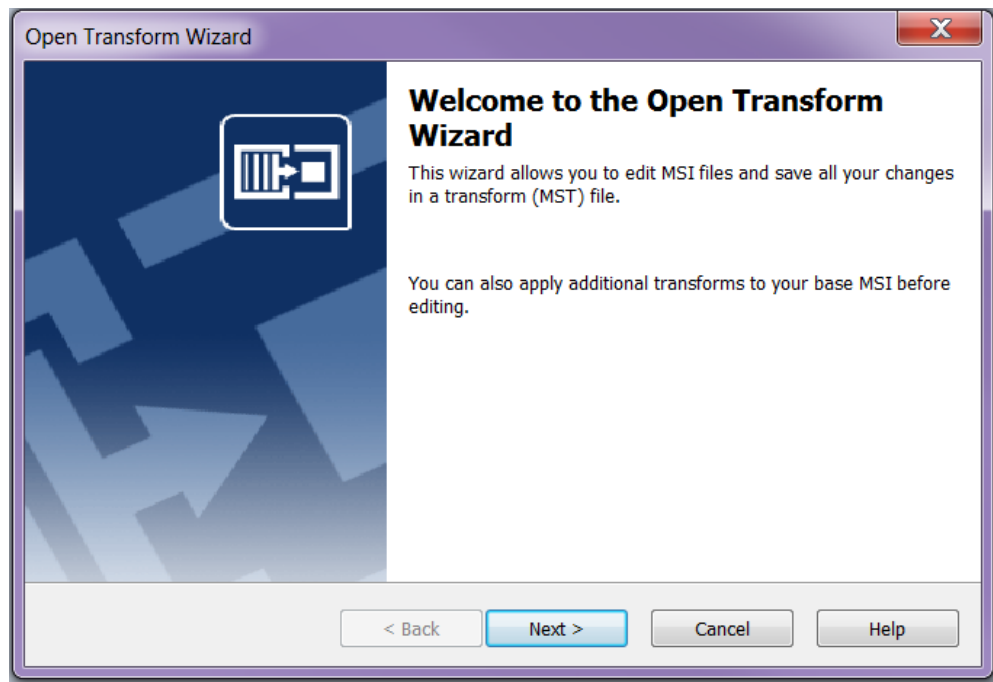 Open Transform Wizard
X
Welcome to the Open Transform
Wizard
This wizard allows you to edit MSI files and save all your changes
in a transform (MST) file.
You can also apply additional transforms to your base MSI before
editing.
< Back Next > Cancel Help